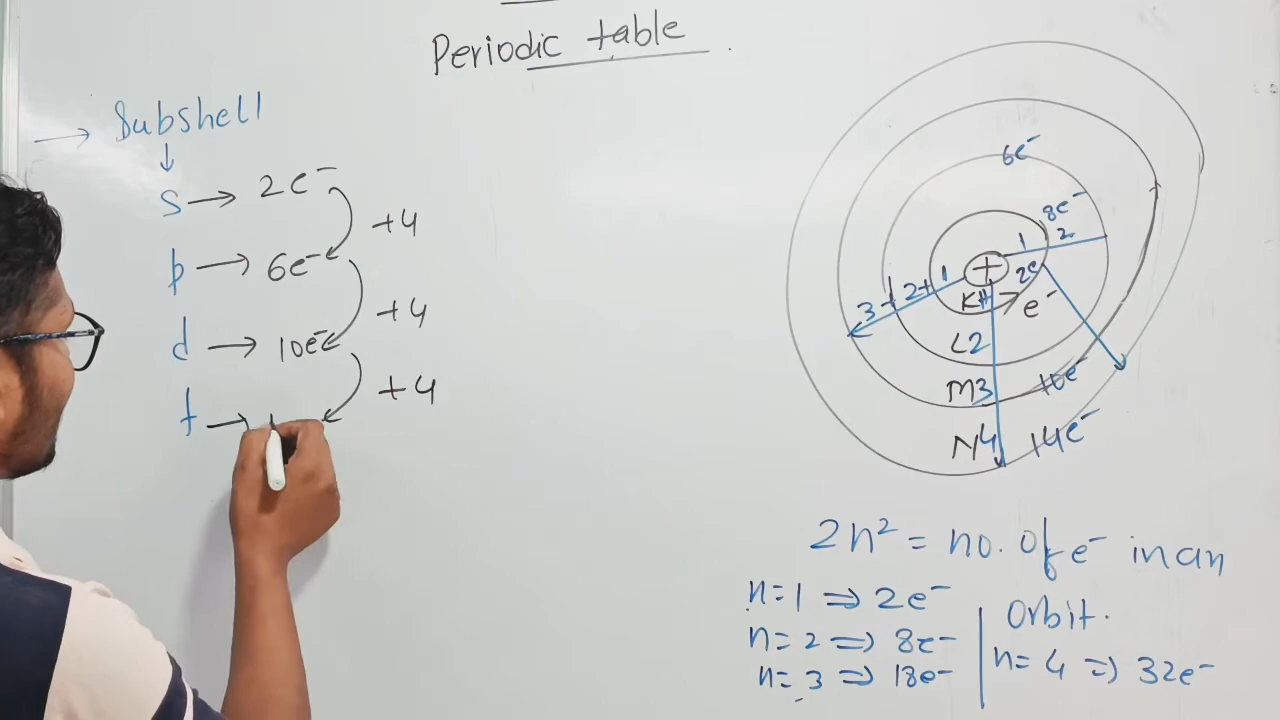 Periodic table
→ Subshell
↓
s → 2e⁻
+4
p → 6e⁻
+4
d → 10e⁻
+4
f →
6e⁻
8e⁻
1 2
+
2e
3 + 2 + 1
K
e⁻
L2
M3
10e⁻
N4
14e⁻
2n² = no. of e⁻ in an
Orbit.
n=1 ⇒ 2e⁻
n=2 ⇒ 8e⁻
n=3 ⇒ 18e⁻
n=4 ⇒ 32e⁻